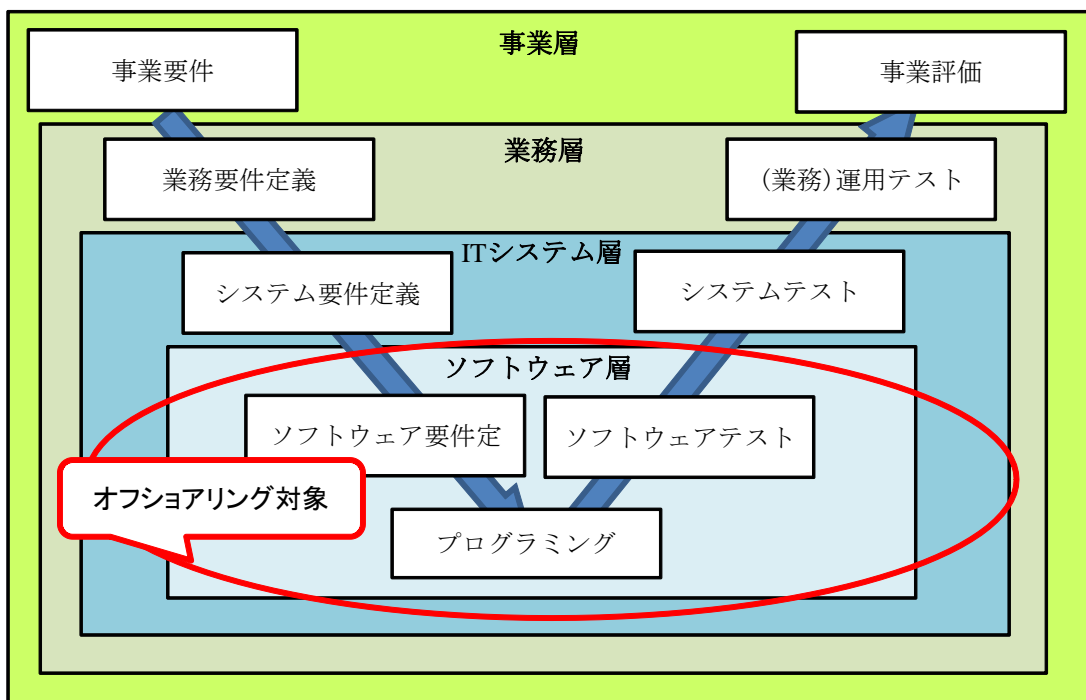 事業層
事業要件
事業評価
業務層
業務要件定義
(業務)運用テスト
ITシステム層
システム要件定義
システムテスト
ソフトウェア層
ソフトウェア要件定
ソフトウェアテスト
オフショアリング対象
プログラミング